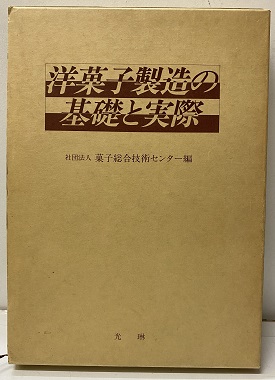 洋菓子製造の
基礎と実際
社団法人 菓子総合技術センター編
光琳